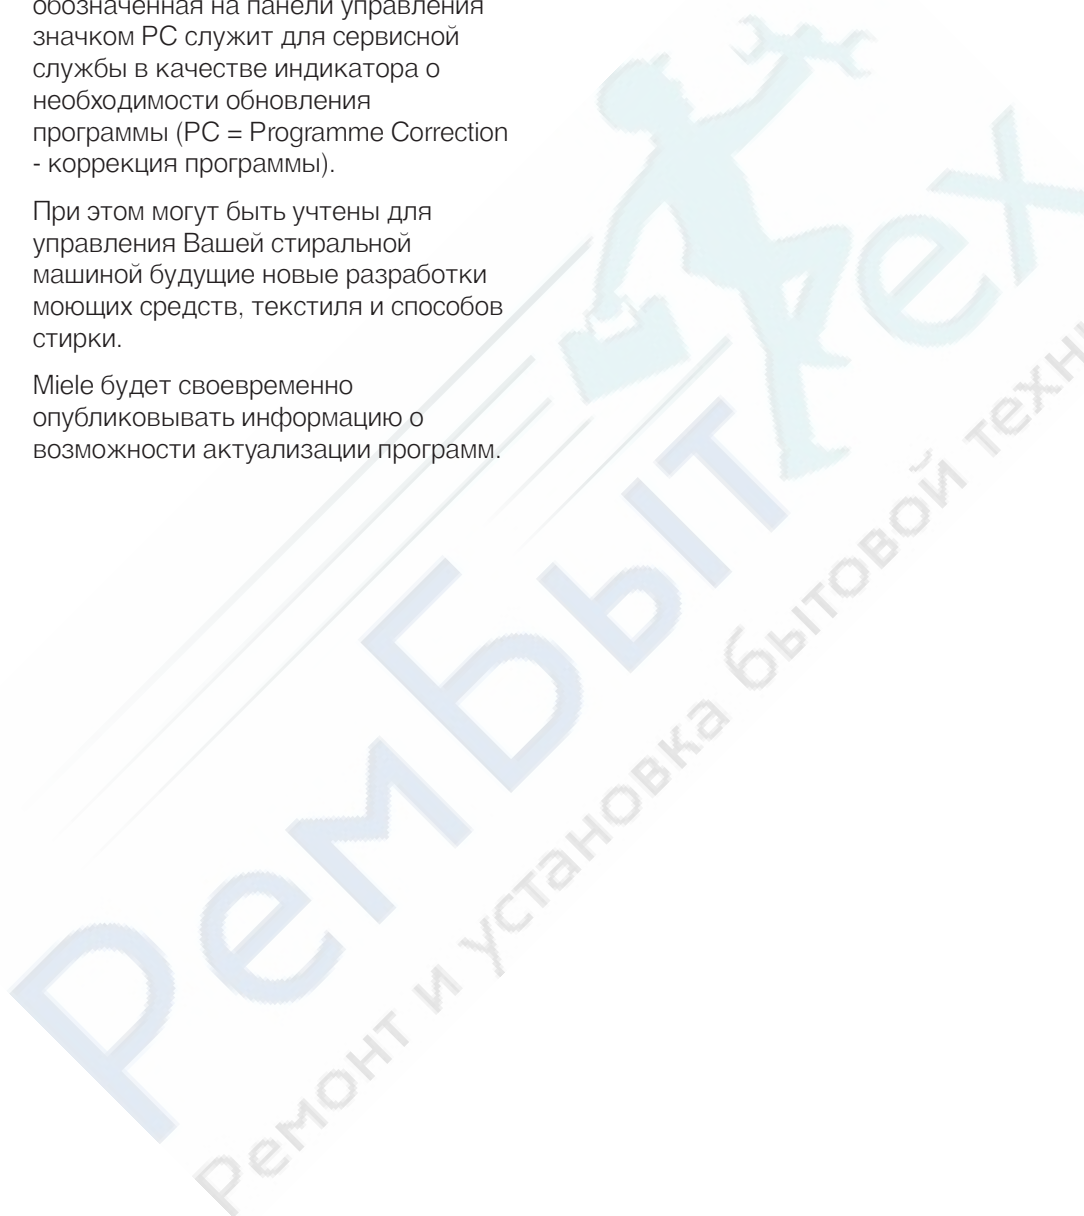 обозначенная на панели управления
значком PC служит для сервисной
службы в качестве индикатора о
необходимости обновления
программы (PC = Programme Correction
- коррекция программы).
При этом могут быть учтены для
управления Вашей стиральной
машиной будущие новые разработки
моющих средств, текстиля и способов
стирки.
Miele будет своевременно
опубликовывать информацию о
возможности актуализации программ.
РемБытТех
Ремонт и установка бытовой техни